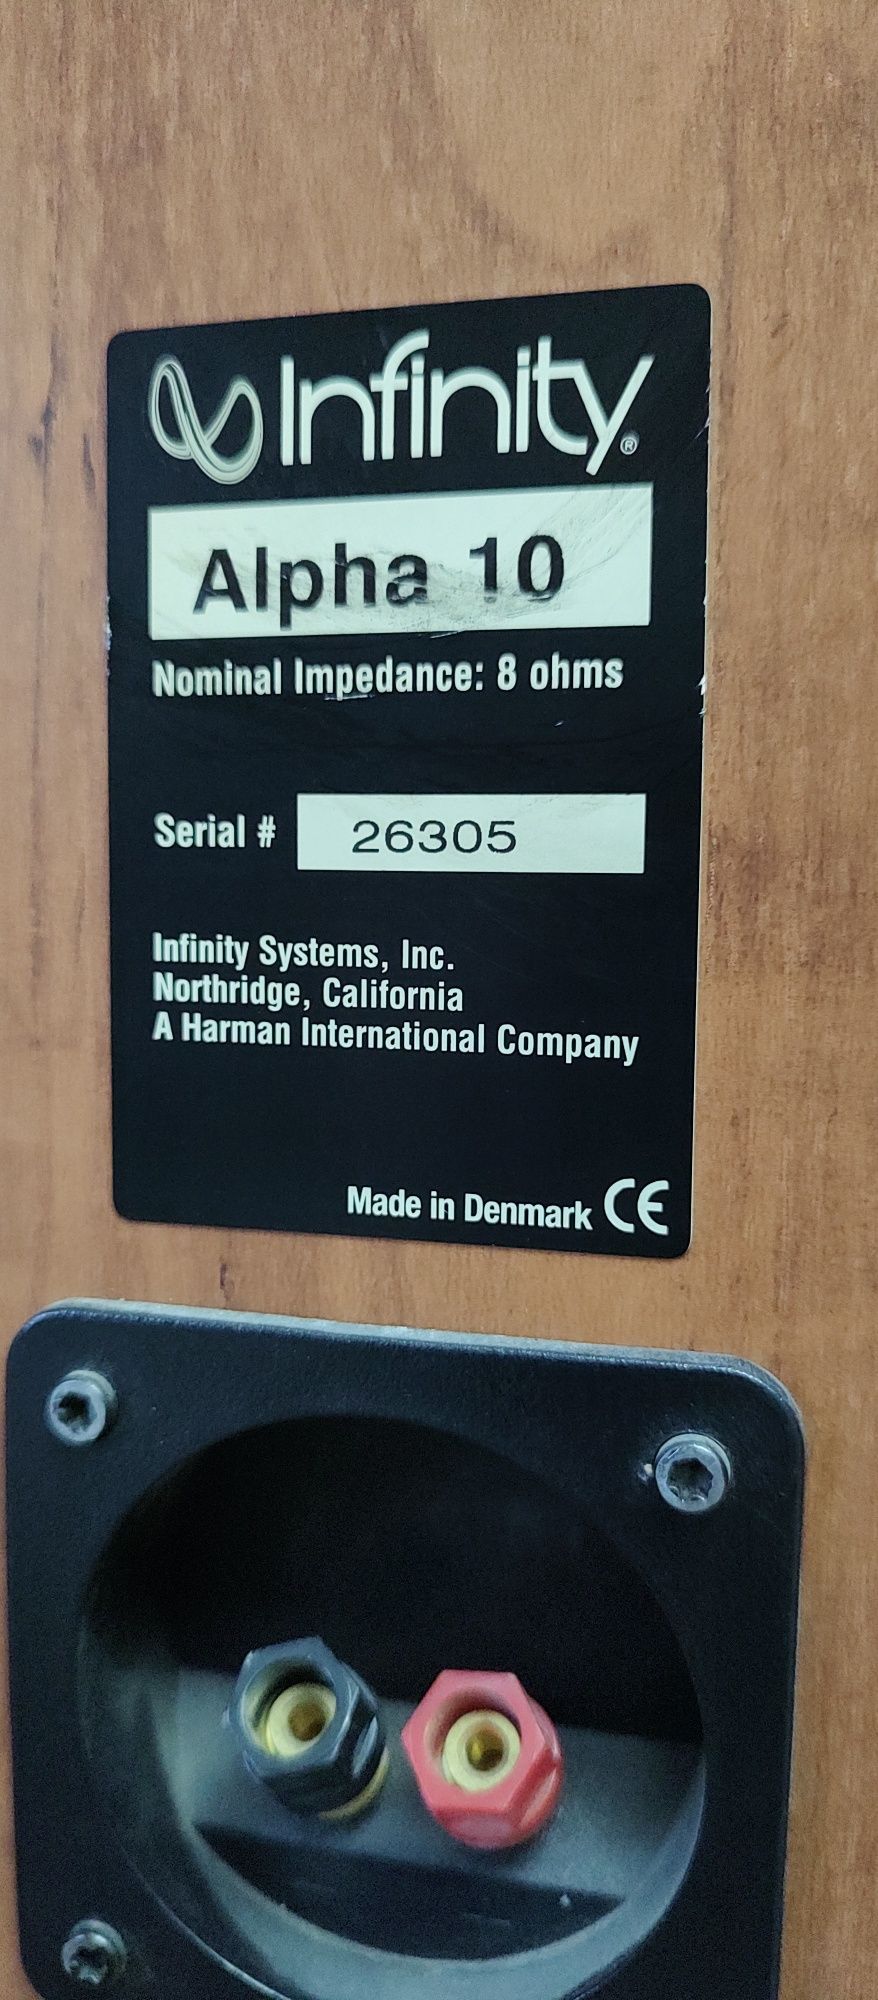 Infinity®
Alpha 10
Nominal Impedance: 8 ohms
Serial # 26305
Infinity Systems, Inc.
Northridge, California
A Harman International Company
Made in Denmark CE